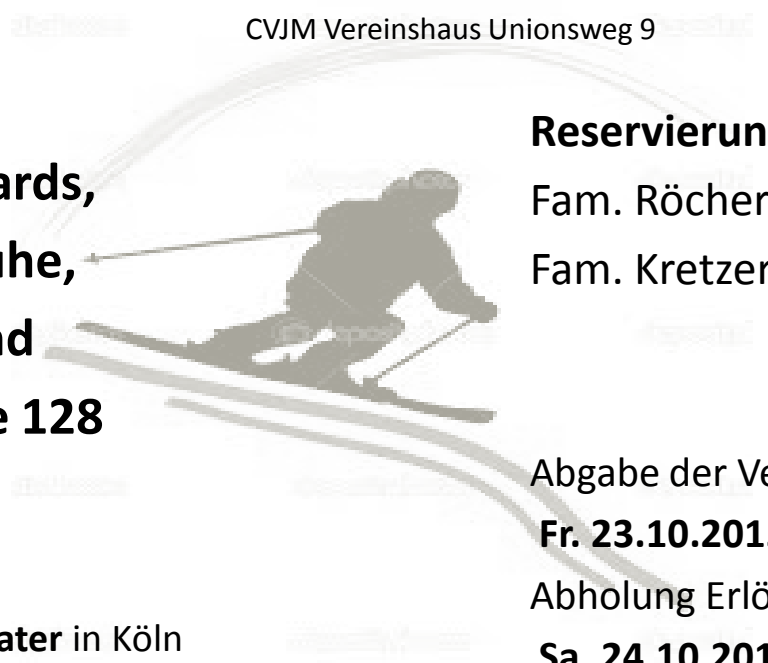 CVJM Vereinshaus Unionsweg 9
ards,
uhe,
nd
e 128
ater in Köln
Reservierun
Fam. Röcher
Fam. Kretzer
Abgabe der Ve
Fr. 23.10.201
Abholung Erlö
Sa. 24.10.201